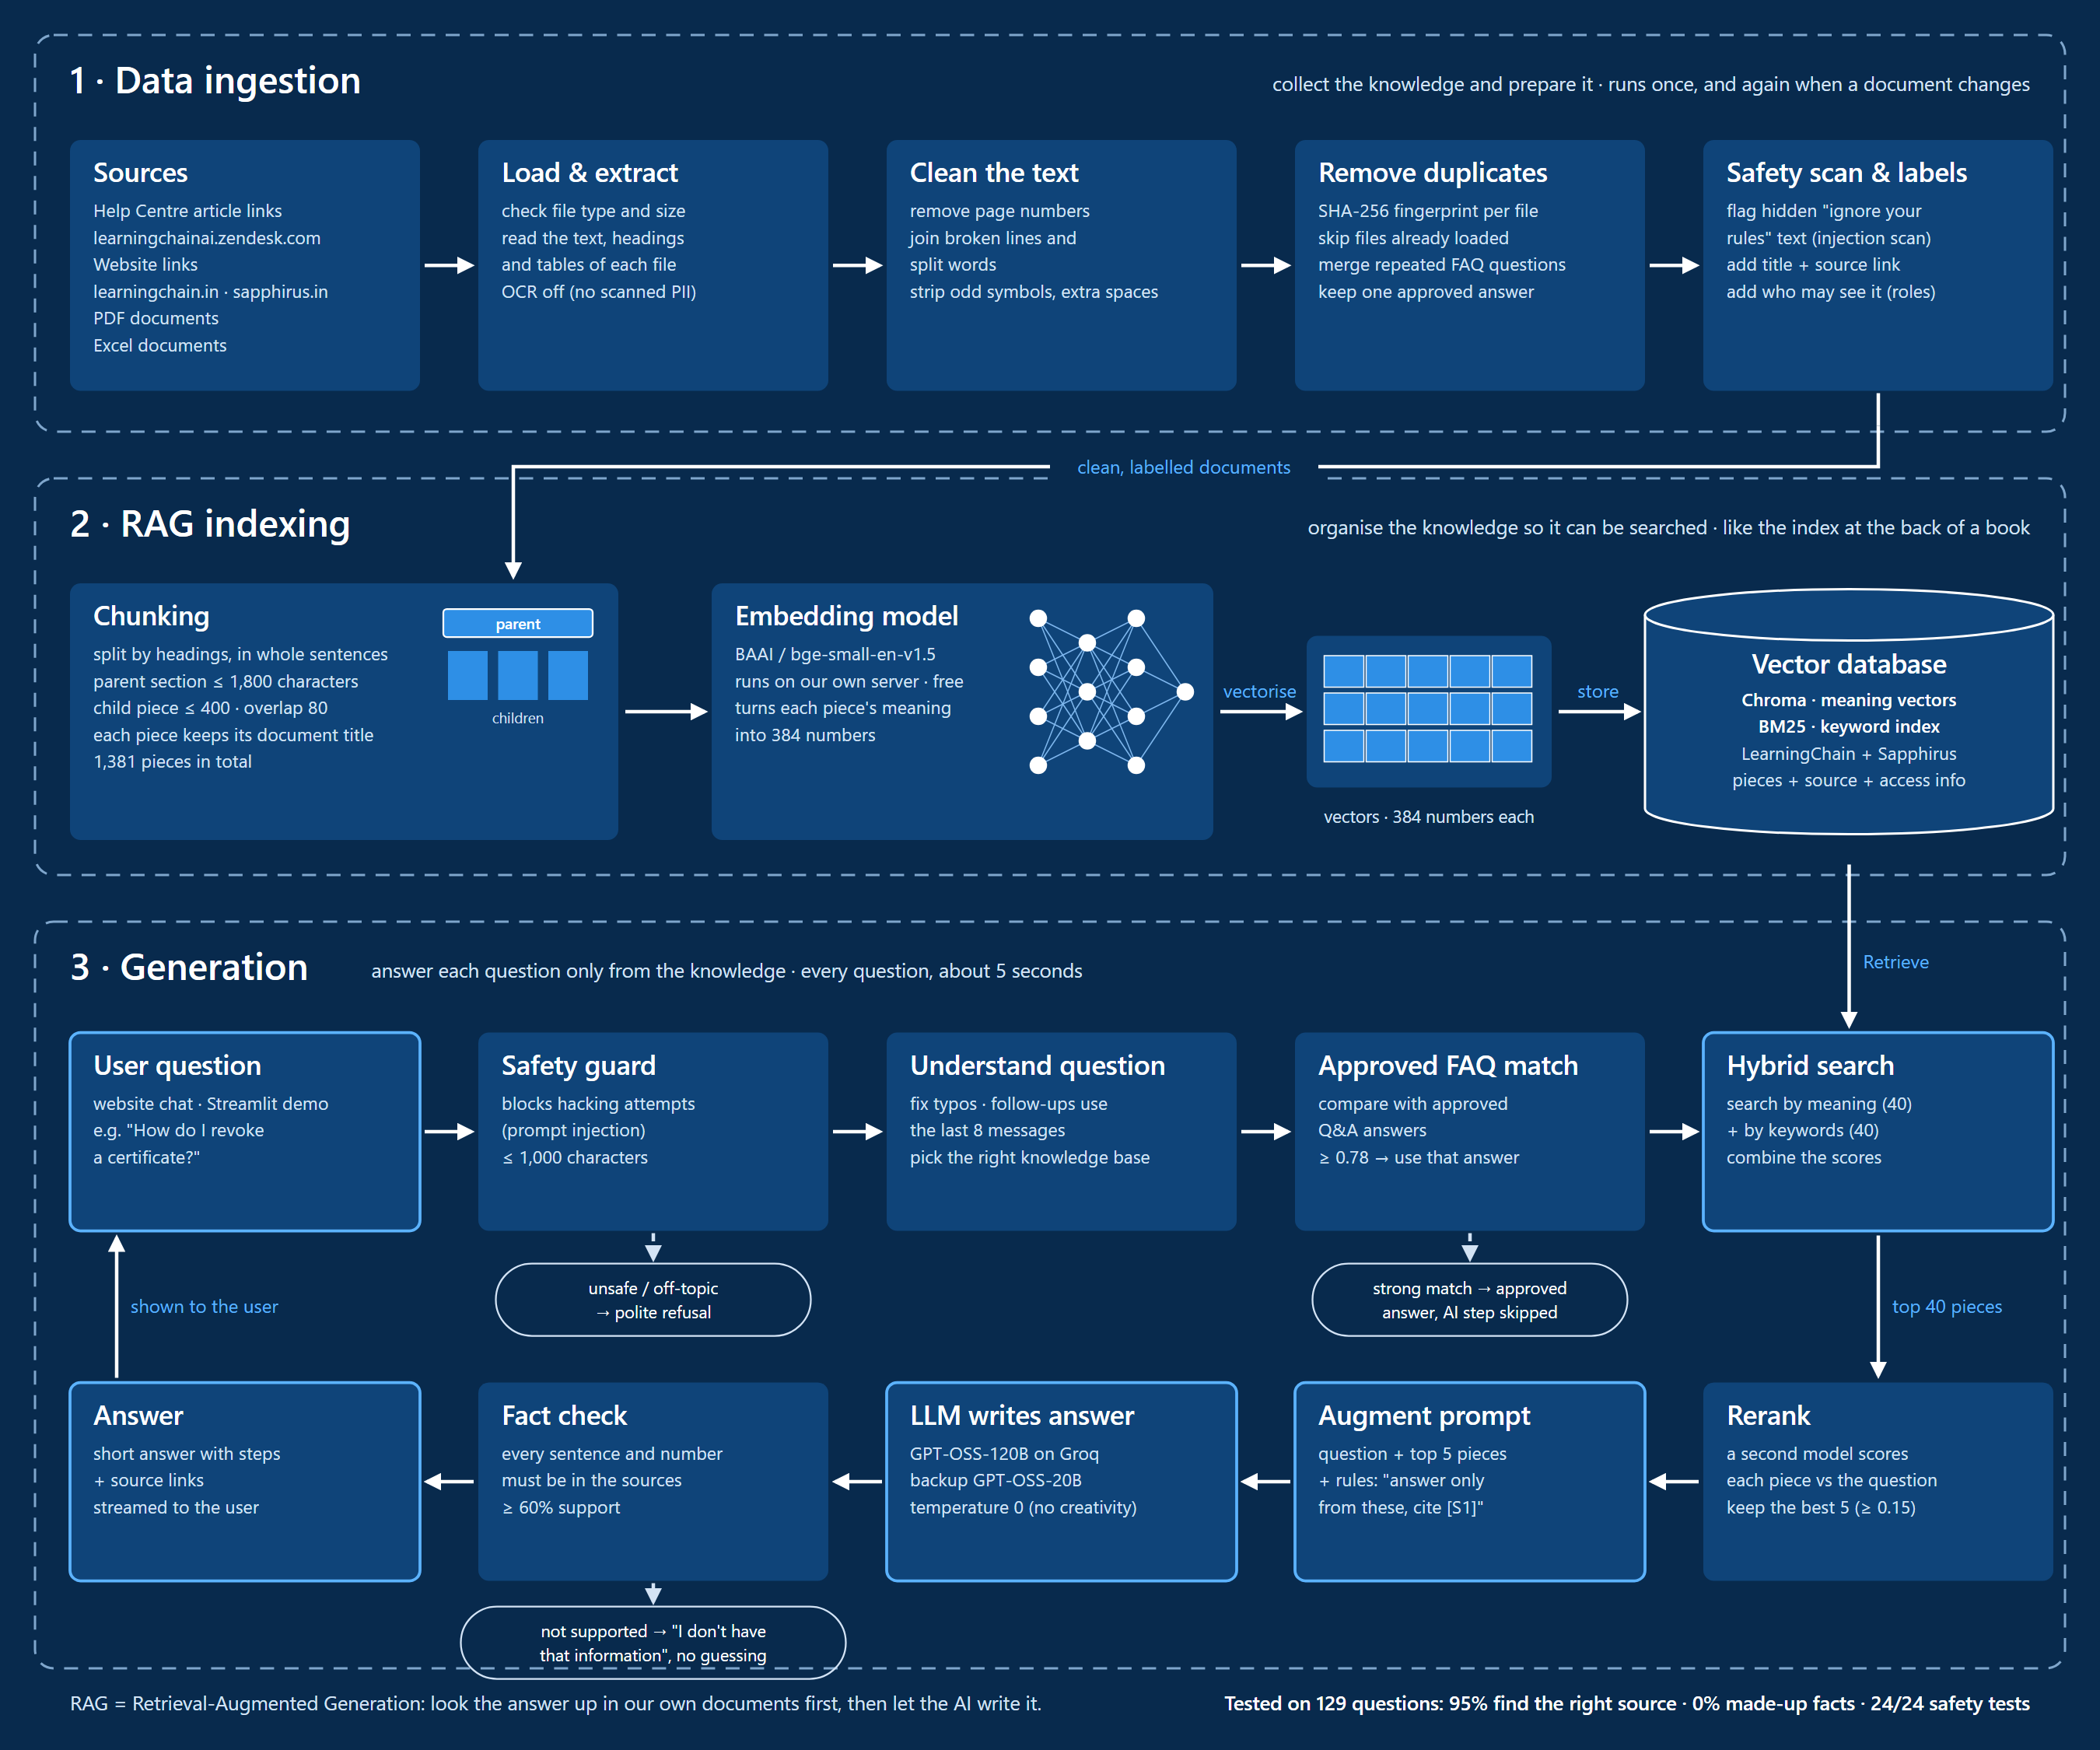 1 · Data ingestion
collect the knowledge and prepare it · runs once, and again when a document changes
Sources
Help Centre article links
learningchainai.zendesk.com
Website links
learningchain.in · sapphirus.in
PDF documents
Excel documents
Load & extract
check file type and size
read the text, headings
and tables of each file
OCR off (no scanned PII)
Clean the text
remove page numbers
join broken lines and
split words
strip odd symbols, extra spaces
Remove duplicates
SHA-256 fingerprint per file
skip files already loaded
merge repeated FAQ questions
keep one approved answer
Safety scan & labels
flag hidden "ignore your
rules" text (injection scan)
add title + source link
add who may see it (roles)
clean, labelled documents
2 · RAG indexing
organise the knowledge so it can be searched · like the index at the back of a book
Chunking
split by headings, in whole sentences
parent section ≤ 1,800 characters
child piece ≤ 400 · overlap 80
each piece keeps its document title
1,381 pieces in total
parent
children
Embedding model
BAAI / bge-small-en-v1.5
runs on our own server · free
turns each piece's meaning
into 384 numbers
vectorise
vectors · 384 numbers each
store
Vector database
Chroma · meaning vectors
BM25 · keyword index
LearningChain + Sapphirus
pieces + source + access info
Retrieve
3 · Generation
answer each question only from the knowledge · every question, about 5 seconds
User question
website chat · Streamlit demo
e.g. "How do I revoke
a certificate?"
Safety guard
blocks hacking attempts
(prompt injection)
≤ 1,000 characters
Understand question
fix typos · follow-ups use
the last 8 messages
pick the right knowledge base
Approved FAQ match
compare with approved
Q&A answers
≥ 0.78 → use that answer
Hybrid search
search by meaning (40)
+ by keywords (40)
combine the scores
unsafe / off-topic
→ polite refusal
strong match → approved
answer, AI step skipped
shown to the user
top 40 pieces
Answer
short answer with steps
+ source links
streamed to the user
Fact check
every sentence and number
must be in the sources
≥ 60% support
LLM writes answer
GPT-OSS-120B on Groq
backup GPT-OSS-20B
temperature 0 (no creativity)
Augment prompt
question + top 5 pieces
+ rules: "answer only
from these, cite [S1]"
Rerank
a second model scores
each piece vs the question
keep the best 5 (≥ 0.15)
not supported → "I don't have
that information", no guessing
RAG = Retrieval-Augmented Generation: look the answer up in our own documents first, then let the AI write it.
Tested on 129 questions: 95% find the right source · 0% made-up facts · 24/24 safety tests